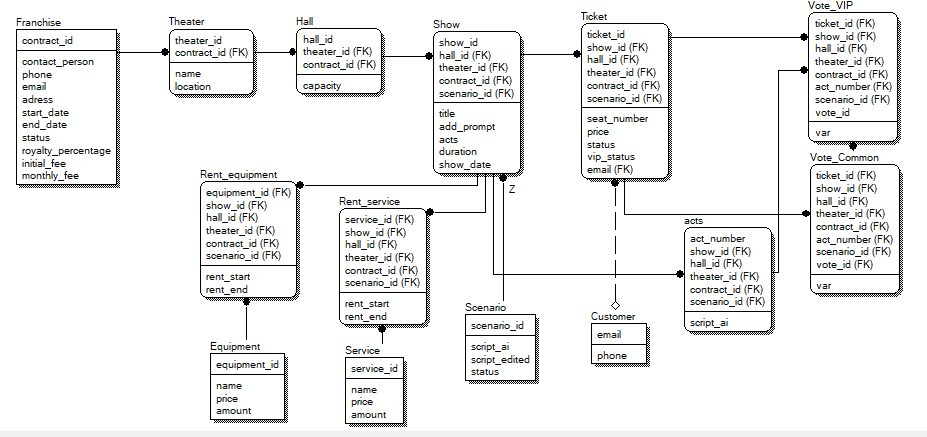 Franchise
contract_id
contact_person
phone
email
adress
start_date
end_date
status
royalty_percentage
initial_fee
monthly_fee
Theater
theater_id
contract_id (FK)
name
location
Hall
hall_id
theater_id (FK)
contract_id (FK)
capacity
Show
show_id
hall_id (FK)
theater_id (FK)
contract_id (FK)
scenario_id (FK)
title
add_prompt
acts
duration
show_date
Z
Ticket
ticket_id
show_id (FK)
hall_id (FK)
theater_id (FK)
contract_id (FK)
scenario_id (FK)
seat_number
price
status
vip_status
email (FK)
Vote_VIP
ticket_id (FK)
show_id (FK)
hall_id (FK)
theater_id (FK)
contract_id (FK)
act_number (FK)
scenario_id (FK)
vote_id
var
Vote_Common
ticket_id (FK)
show_id (FK)
hall_id (FK)
theater_id (FK)
contract_id (FK)
act_number (FK)
scenario_id (FK)
vote_id (FK)
var
Rent_equipment
equipment_id (FK)
show_id (FK)
hall_id (FK)
theater_id (FK)
contract_id (FK)
scenario_id (FK)
rent_start
rent_end
Rent_service
service_id (FK)
show_id (FK)
hall_id (FK)
theater_id (FK)
contract_id (FK)
scenario_id (FK)
rent_start
rent_end
acts
act_number
show_id (FK)
hall_id (FK)
theater_id (FK)
contract_id (FK)
scenario_id (FK)
script_ai
Equipment
equipment_id
name
price
amount
Service
service_id
name
price
amount
Scenario
scenario_id
script_ai
script_edited
status
Customer
email
phone